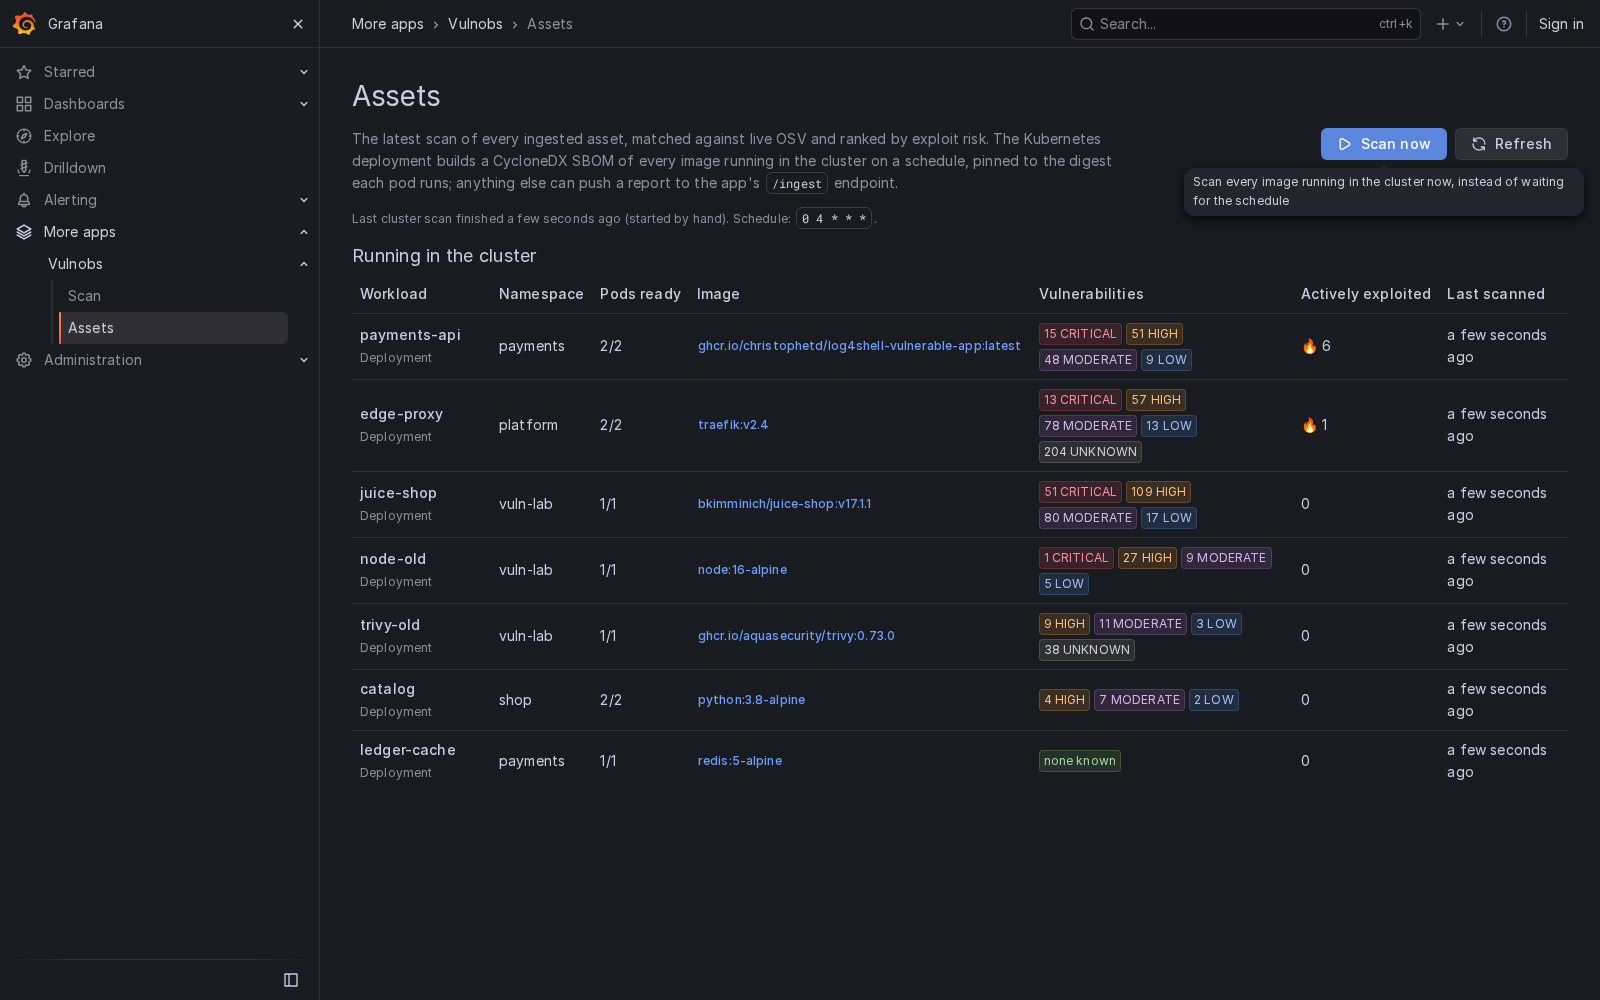 Grafana
More apps › Vulnobs › Assets
Search... ctrl+k
Sign in
Starred
Dashboards
Explore
Drilldown
Alerting
More apps
Vulnobs
Scan
Assets
Administration
Assets
The latest scan of every ingested asset, matched against live OSV and ranked by exploit risk. The Kubernetes
deployment builds a CycloneDX SBOM of every image running in the cluster on a schedule, pinned to the digest
each pod runs; anything else can push a report to the app's /ingest endpoint.
Scan now
Refresh
Scan every image running in the cluster now, instead of waiting
for the schedule
Last cluster scan finished a few seconds ago (started by hand). Schedule: 0 4 * * * .
Running in the cluster
Workload Namespace Pods ready Image Vulnerabilities Actively exploited Last scanned
payments-api
Deployment
payments
2/2
ghcr.io/christophetd/log4shell-vulnerable-app:latest
15 CRITICAL 51 HIGH
48 MODERATE 9 LOW
🔥 6
a few seconds
ago
edge-proxy
Deployment
platform
2/2
traefik:v2.4
13 CRITICAL 57 HIGH
78 MODERATE 13 LOW
204 UNKNOWN
🔥 1
a few seconds
ago
juice-shop
Deployment
vuln-lab
1/1
bkimminich/juice-shop:v17.1.1
51 CRITICAL 109 HIGH
80 MODERATE 17 LOW
0
a few seconds
ago
node-old
Deployment
vuln-lab
1/1
node:16-alpine
1 CRITICAL 27 HIGH 9 MODERATE
5 LOW
0
a few seconds
ago
trivy-old
Deployment
vuln-lab
1/1
ghcr.io/aquasecurity/trivy:0.73.0
9 HIGH 11 MODERATE 3 LOW
38 UNKNOWN
0
a few seconds
ago
catalog
Deployment
shop
2/2
python:3.8-alpine
4 HIGH 7 MODERATE 2 LOW
0
a few seconds
ago
ledger-cache
Deployment
payments
1/1
redis:5-alpine
none known
0
a few seconds
ago